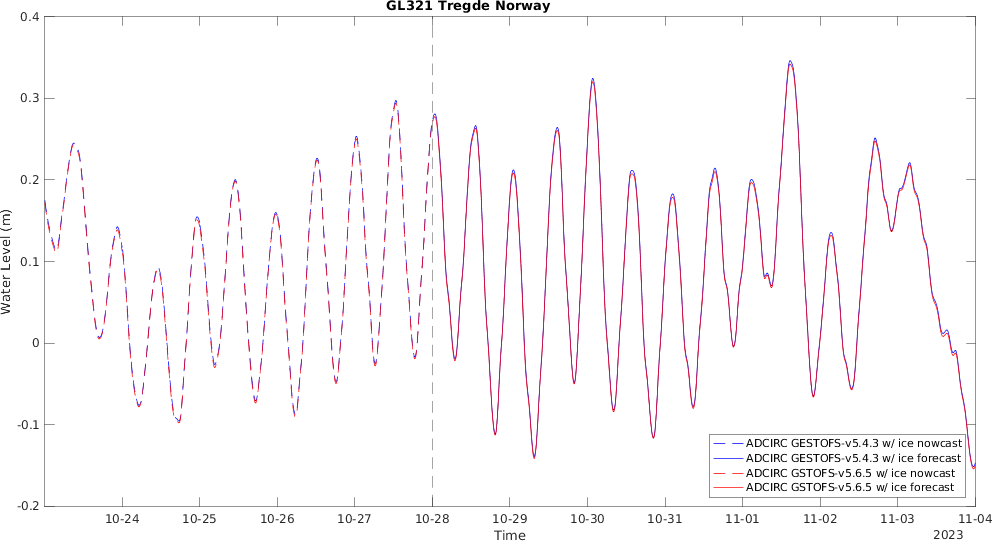 GL321 Tregde Norway
0.4
0.3
0.2
0.1
0
-0.1
-0.2
Water Level (m)
ADCIRC GESTOFS-v5.4.3 w/ ice nowcast
ADCIRC GESTOFS-v5.4.3 w/ ice forecast
ADCIRC GSTOFS-v5.6.5 w/ ice nowcast
ADCIRC GSTOFS-v5.6.5 w/ ice forecast
10-24 10-25 10-26 10-27 10-28 10-29 10-30 10-31 11-01 11-02 11-03 11-04
Time
2023